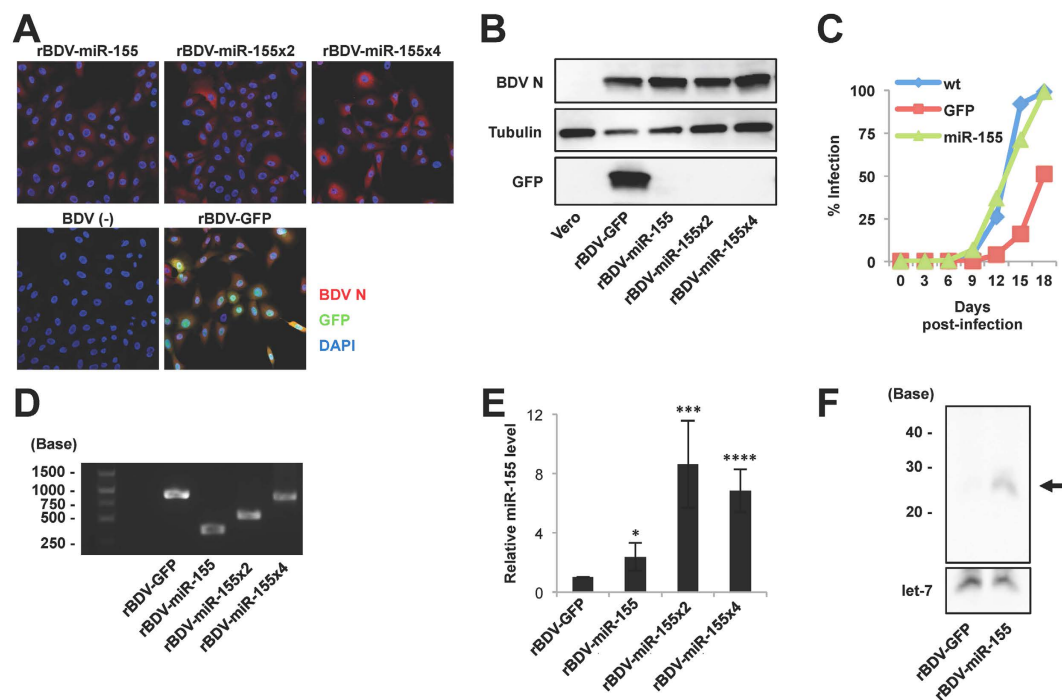 A
rBDV-miR-155
rBDV-miR-155x2
rBDV-miR-155x4
BDV (-)
rBDV-GFP
BDV N
GFP
DAPI
B
BDV N
Tubulin
GFP
Vero
rBDV-GFP
rBDV-miR-155
rBDV-miR-155x2
rBDV-miR-155x4
C
wt
GFP
miR-155
% Infection
100
75
50
25
0
0 3 6 9 12 15 18
Days
post-infection
D
(Base)
1500 -
1000 -
750 -
500 -
250 -
rBDV-GFP
rBDV-miR-155
rBDV-miR-155x2
rBDV-miR-155x4
E
Relative miR-155 level
12
8
4
0
*
***
****
rBDV-GFP
rBDV-miR-155
rBDV-miR-155x2
rBDV-miR-155x4
F
(Base)
40 -
30 -
20 -
let-7
rBDV-GFP
rBDV-miR-155